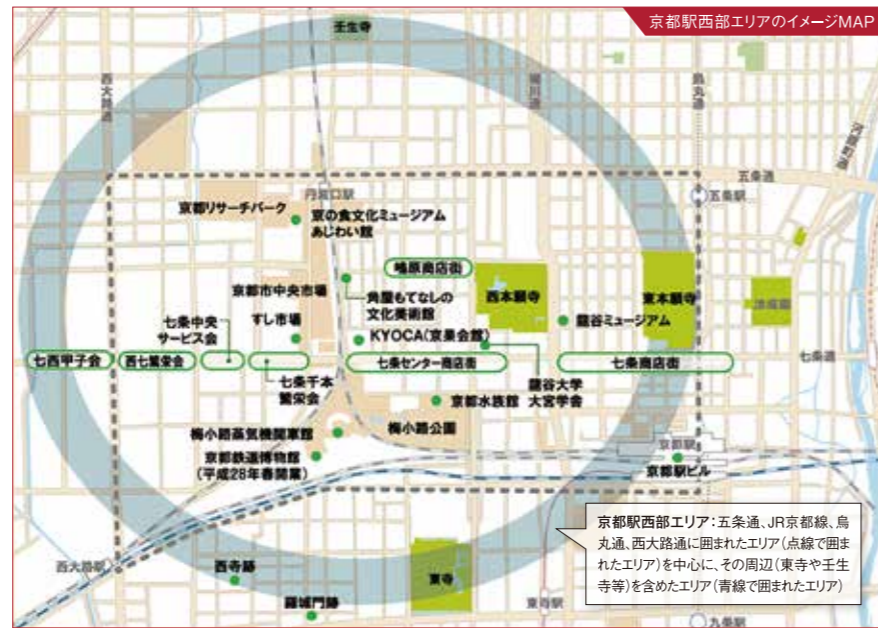 京都駅西部エリアのイメージMAP
壬生寺
西大路通
堀川通
烏丸通
河原町通
五条通
丹波口駅
五条駅
京都リサーチパーク
京の食文化ミュージアム
あじわい館
嶋原商店街
京都市中央市場
角屋もてなしの
文化美術館
西本願寺
東本願寺
渉成園
七条中央
サービス会
すし市場
KYOCA(京果会館)
龍谷ミュージアム
七西甲子会
西七繁栄会
七条センター商店街
七条商店街
七条通
七条千本
繁栄会
龍谷大学
大宮学舎
京都水族館
梅小路蒸気機関車館
梅小路公園
京都鉄道博物館
(平成28年春開業)
京都駅
京都駅ビル
西大路駅
西寺跡
東寺
東寺駅
羅城門跡
九条駅
京都駅西部エリア:五条通、JR京都線、烏
丸通、西大路通に囲まれたエリア(点線で囲ま
れたエリア)を中心に、その周辺(東寺や壬生
寺等)を含めたエリア(青線で囲まれたエリア)